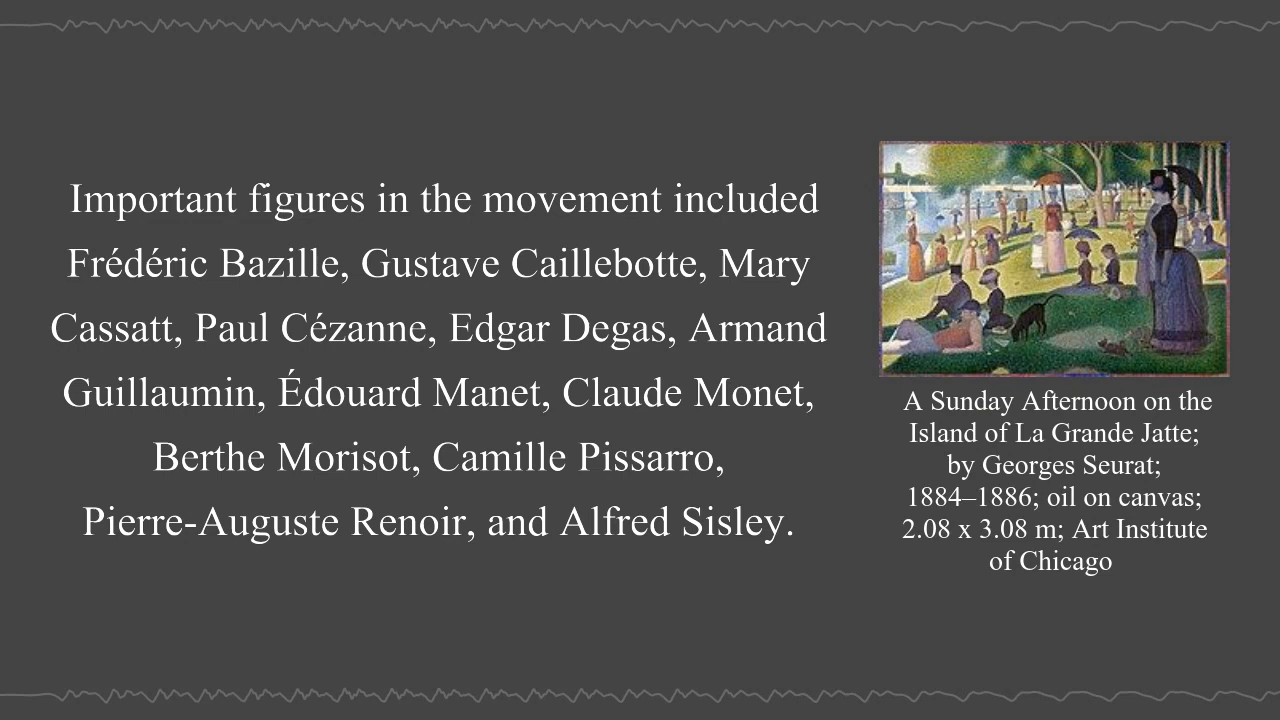 Important figures in the movement included
Frédéric Bazille, Gustave Caillebotte, Mary
Cassatt, Paul Cézanne, Edgar Degas, Armand
Guillaumin, Édouard Manet, Claude Monet,
Berthe Morisot, Camille Pissarro,
Pierre-Auguste Renoir, and Alfred Sisley.
A Sunday Afternoon on the
Island of La Grande Jatte;
by Georges Seurat;
1884–1886; oil on canvas;
2.08 x 3.08 m; Art Institute
of Chicago